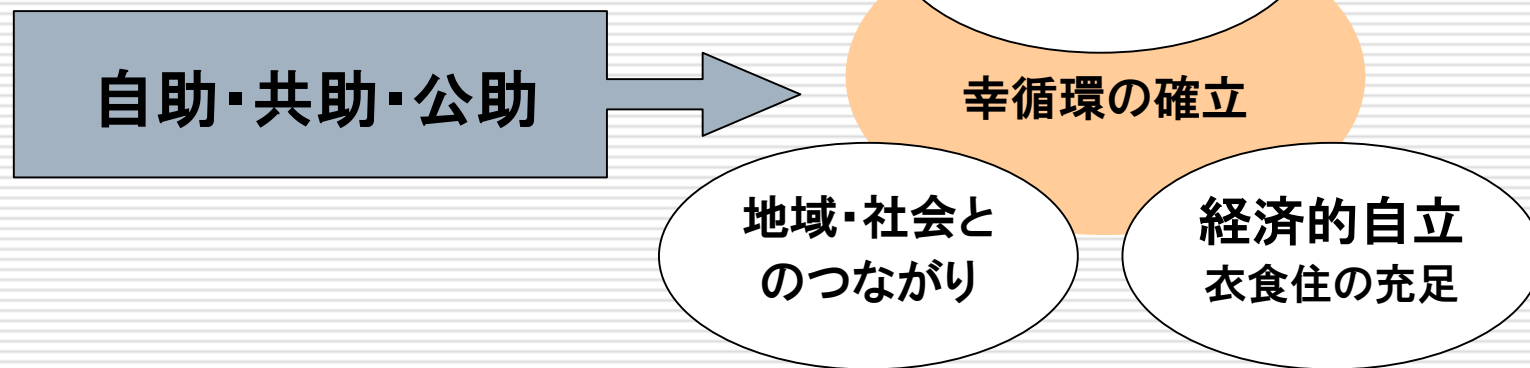 自助・共助・公助
幸循環の確立
地域・社会と
のつながり
経済的自立
衣食住の充足